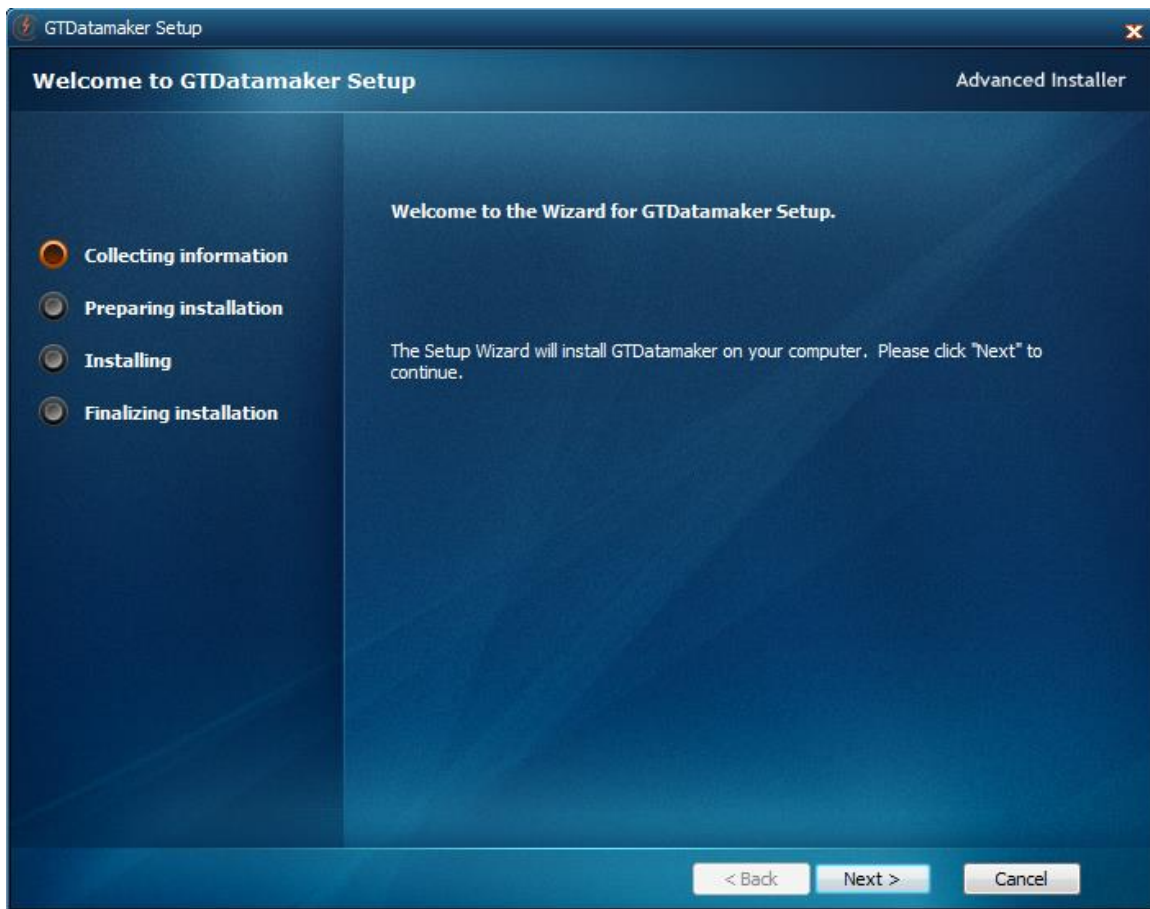 GTDatamaker Setup
Welcome to GTDatamaker Setup
Advanced Installer
Welcome to the Wizard for GTDatamaker Setup.
Collecting information
Preparing installation
Installing
Finalizing installation
The Setup Wizard will install GTDatamaker on your computer.  Please click "Next" to
continue.
< Back
Next >
Cancel